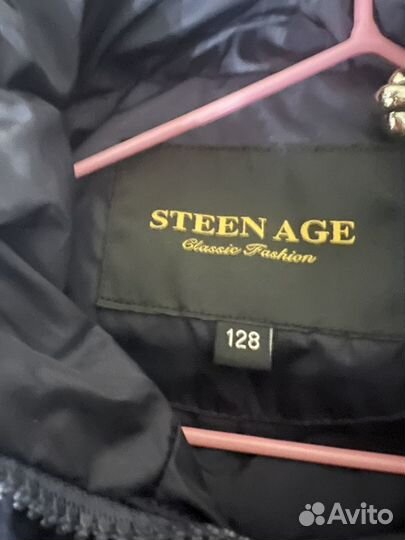 STEEN AGE
Classic Fashion
128
Avito